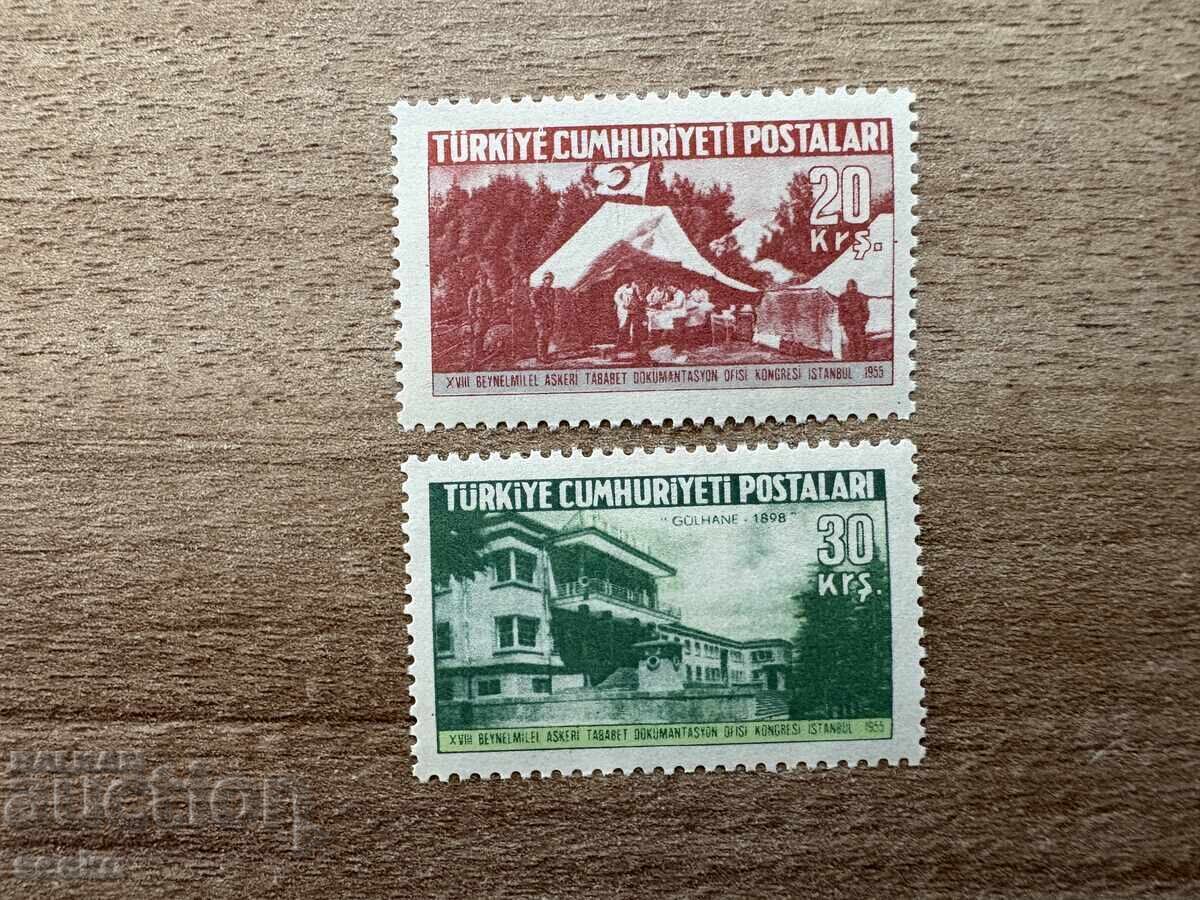 TÜRKİYE CUMHURİYETİ POSTALARI
20
Krş.
XVIII BEYNELMİLEL ASKERİ TABABET DOKÜMANTASYON OFİSİ KONGRESİ İSTANBUL 1955
TÜRKİYE CUMHURİYETİ POSTALARI
"GÜLHANE - 1898"
30
Krş.
XVIII BEYNELMİLEL ASKERİ TABABET DOKÜMANTASYON OFİSİ KONGRESİ İSTANBUL 1955
BALKAN
auction